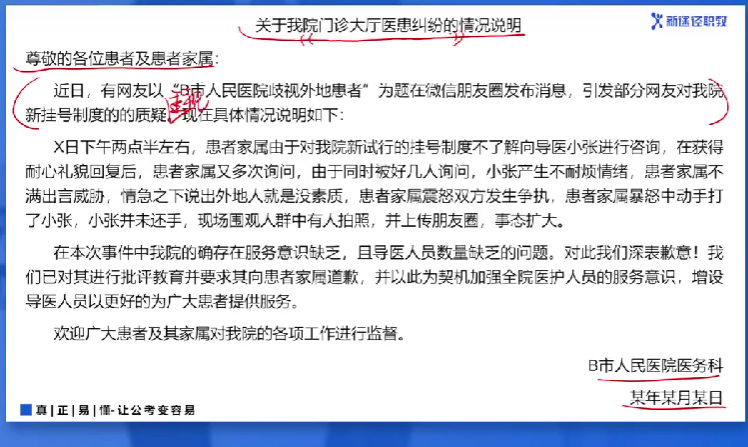 关于我院门诊大厅医患纠纷的情况说明
新途径职教
尊敬的各位患者及患者家属：
近日，有网友以“B市人民医院歧视外地患者”为题在微信朋友圈发布消息，引发部分网友对我院
新挂号制度的的质疑，现在具体情况说明如下：
X日下午两点半左右，患者家属由于对我院新试行的挂号制度不了解向导医小张进行咨询，在获得
耐心礼貌回复后，患者家属又多次询问，由于同时被好几人询问，小张产生不耐烦情绪，患者家属不
满出言威胁，情急之下说出外地人就是没素质，患者家属震怒双方发生争执，患者家属暴怒中动手打
了小张，小张并未还手，现场围观人群中有人拍照，并上传朋友圈，事态扩大。
在本次事件中我院的确存在服务意识缺乏，且导医人员数量缺乏的问题。对此我们深表歉意！我
们已对其进行批评教育并要求其向患者家属道歉，并以此为契机加强全院医护人员的服务意识，增设
导医人员以更好的为广大患者提供服务。
欢迎广大患者及其家属对我院的各项工作进行监督。
B市人民医院医务科
某年某月某日
真|正|易|懂-让公考变容易